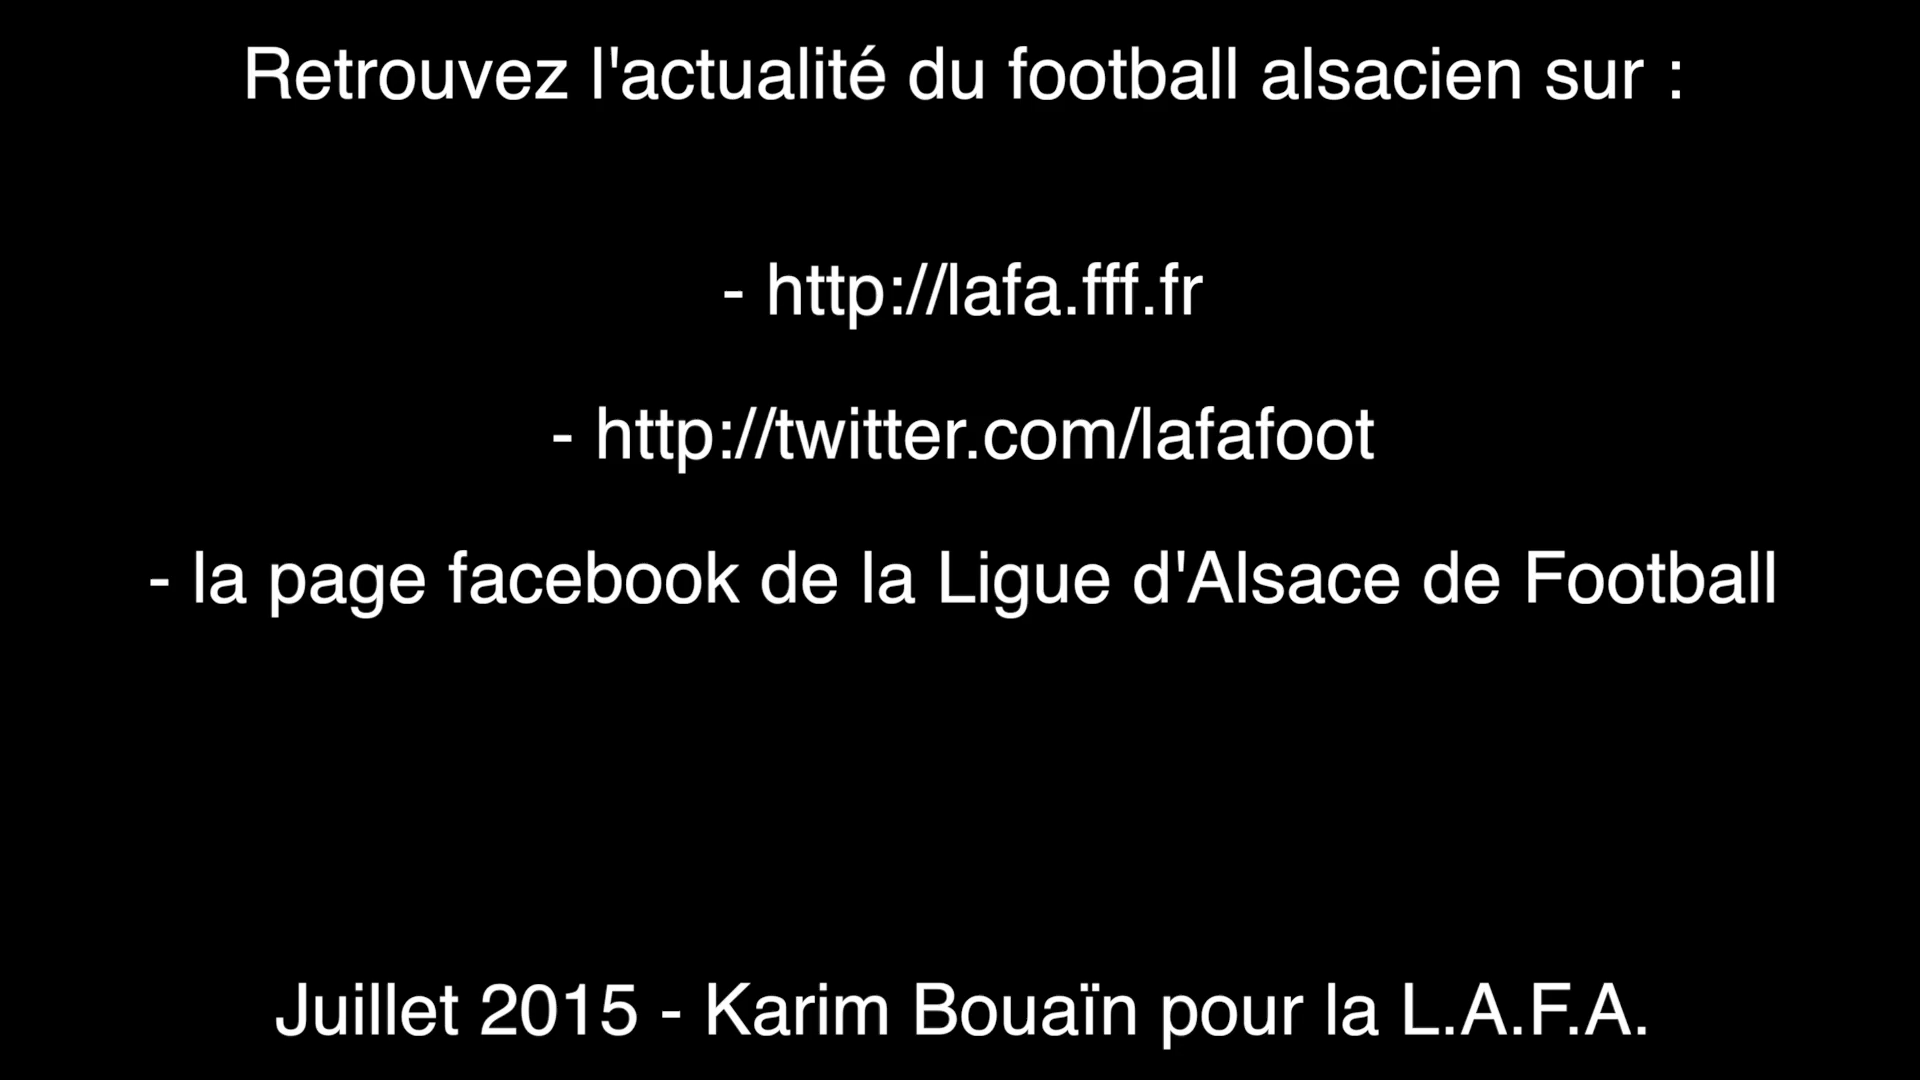 Retrouvez l'actualité du football alsacien sur :
- http://lafa.fff.fr
- http://twitter.com/lafafoot
- la page facebook de la Ligue d'Alsace de Football
Juillet 2015 - Karim Bouaïn pour la L.A.F.A.